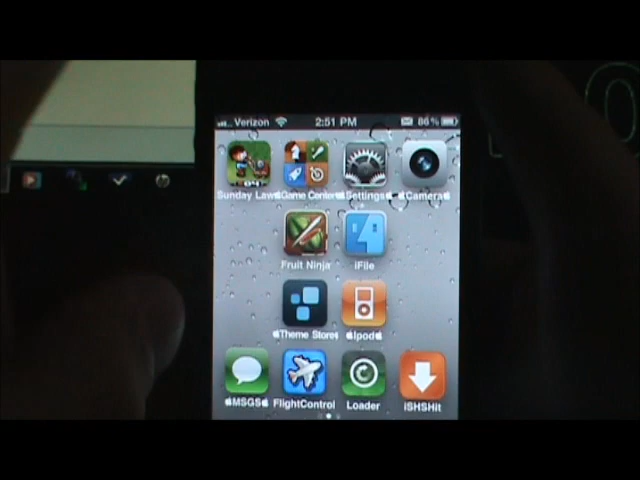 Verizon 2:51 PM 86%
Sunday Law Game Center Settings Camera
Fruit Ninja iFile
Theme Store Ipod
MSGS FlightControl Loader iSHSHit